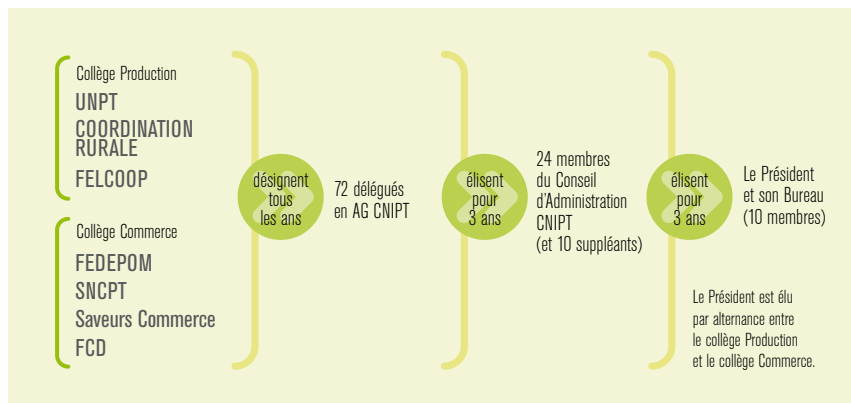 Collège Production
UNPT
COORDINATION
RURALE
FELCOOP
Collège Commerce
FEDEPOM
SNCPT
Saveurs Commerce
FCD
désignent
tous
les ans
72 délégués
en AG CNIPT
élisent
pour
3 ans
24 membres
du Conseil
d'Administration
CNIPT
(et 10 suppléants)
élisent
pour
3 ans
Le Président
et son Bureau
(10 membres)
Le Président est élu
par alternance entre
le collège Production
et le collège Commerce.